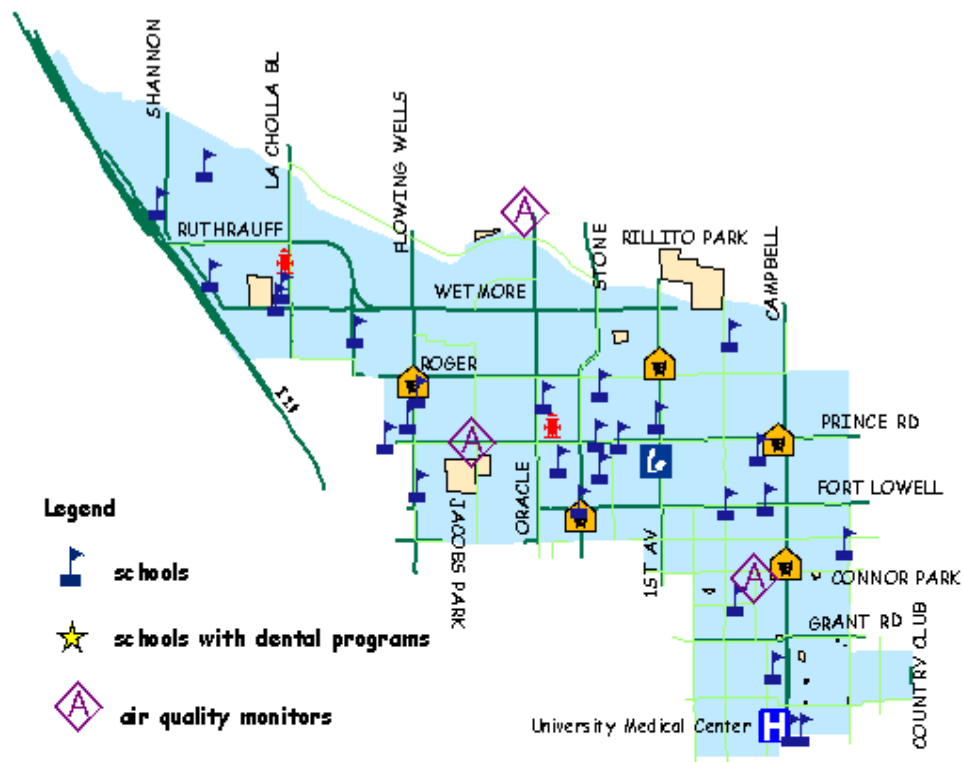 SHANNON
LA CHOLLA BL
FLOWING WELLS
A
RUTHRAUFF
STONE
RILLITO PARK
CAMPBELL
WETMORE
ROGER
PRINCE RD
A
FORT LOWELL
ORACLE
JACOBS PARK
1ST AV
A
CONNOR PARK
GRANT RD
COUNTRY CLUB
University Medical Center
H
Legend
schools
schools with dental programs
A
air quality monitors